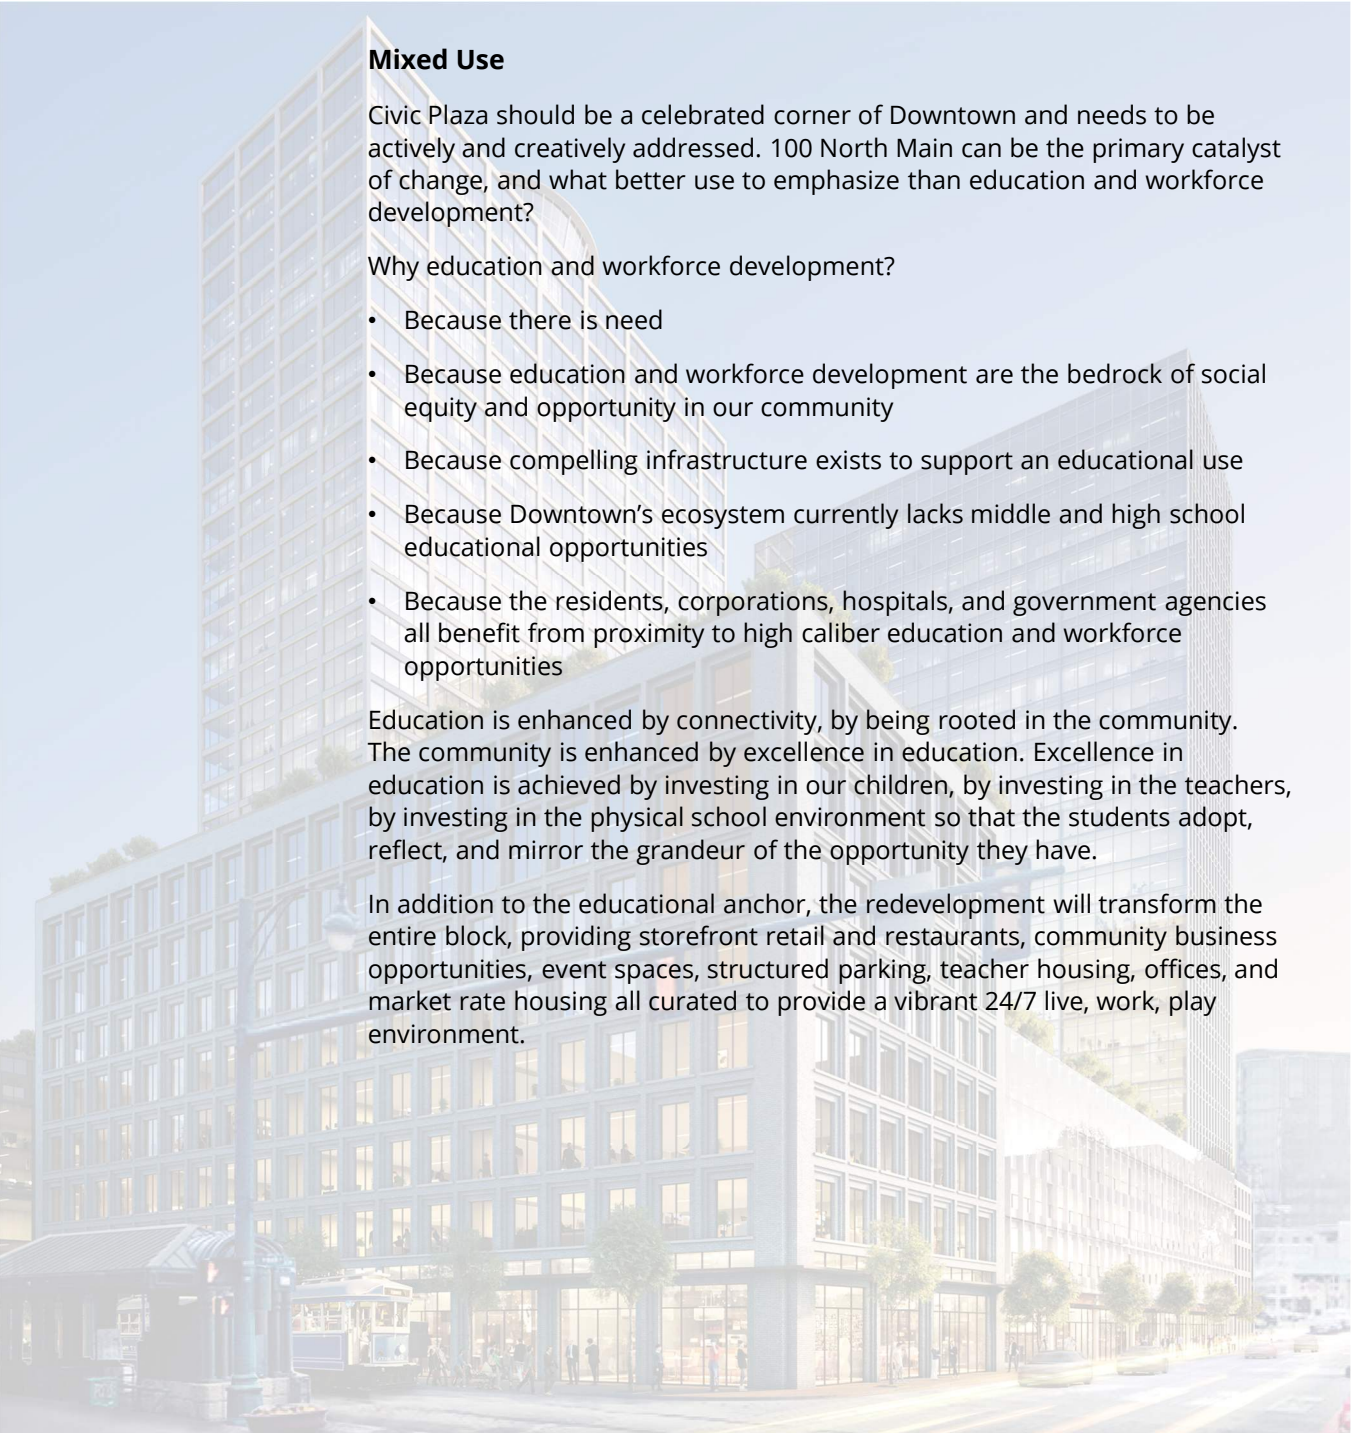 Mixed Use
Civic Plaza should be a celebrated corner of Downtown and needs to be
actively and creatively addressed. 100 North Main can be the primary catalyst
of change, and what better use to emphasize than education and workforce
development?
Why education and workforce development?
• Because there is need
• Because education and workforce development are the bedrock of social
equity and opportunity in our community
• Because compelling infrastructure exists to support an educational use
• Because Downtown’s ecosystem currently lacks middle and high school
educational opportunities
• Because the residents, corporations, hospitals, and government agencies
all benefit from proximity to high caliber education and workforce
opportunities
Education is enhanced by connectivity, by being rooted in the community.
The community is enhanced by excellence in education. Excellence in
education is achieved by investing in our children, by investing in the teachers,
by investing in the physical school environment so that the students adopt,
reflect, and mirror the grandeur of the opportunity they have.
In addition to the educational anchor, the redevelopment will transform the
entire block, providing storefront retail and restaurants, community business
opportunities, event spaces, structured parking, teacher housing, offices, and
market rate housing all curated to provide a vibrant 24/7 live, work, play
environment.